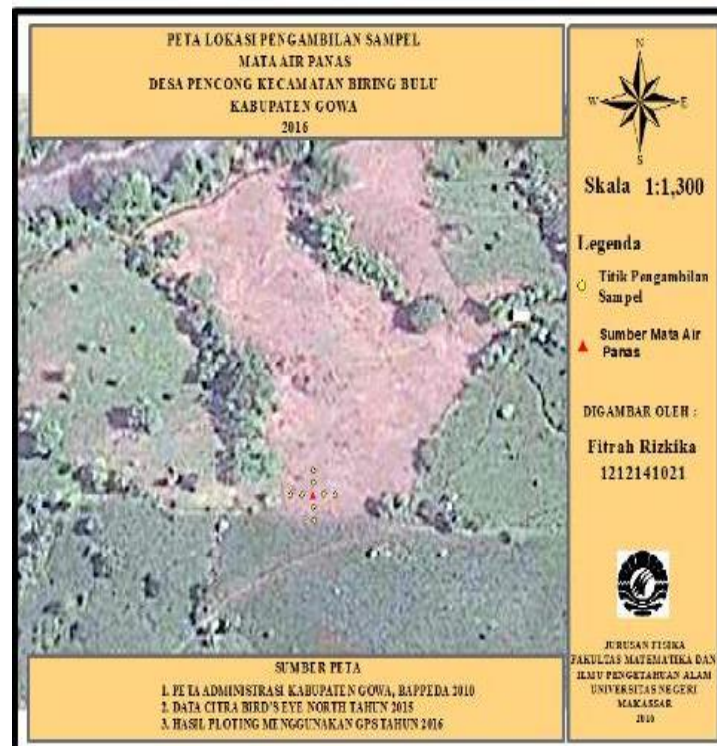 PETA LOKASI PENGAMBILAN SAMPEL
MATA AIR PANAS
DESA PENCONG KECAMATAN BIRING BULU
KABUPATEN GOWA
2016
N
W E
S
Skala 1:1,300
Legenda
Titik Pengambilan
Sampel
Sumber Mata Air
Panas
DIGAMBAR OLEH :
Fitrah Rizkika
1212141021
JURUSAN FISIKA
FAKULTAS MATEMATIKA DAN
ILMU PENGETAHUAN ALAM
UNIVERSITAS NEGERI
MAKASSAR
2016
SUMBER PETA
1. PETA ADMINISTRASI KABUPATEN GOWA, BAPPEDA 2010
2. DATA CITRA BIRD'S EYE NORTH TAHUN 2015
3. HASIL PLOTING MENGGUNAKAN GPS TAHUN 2016